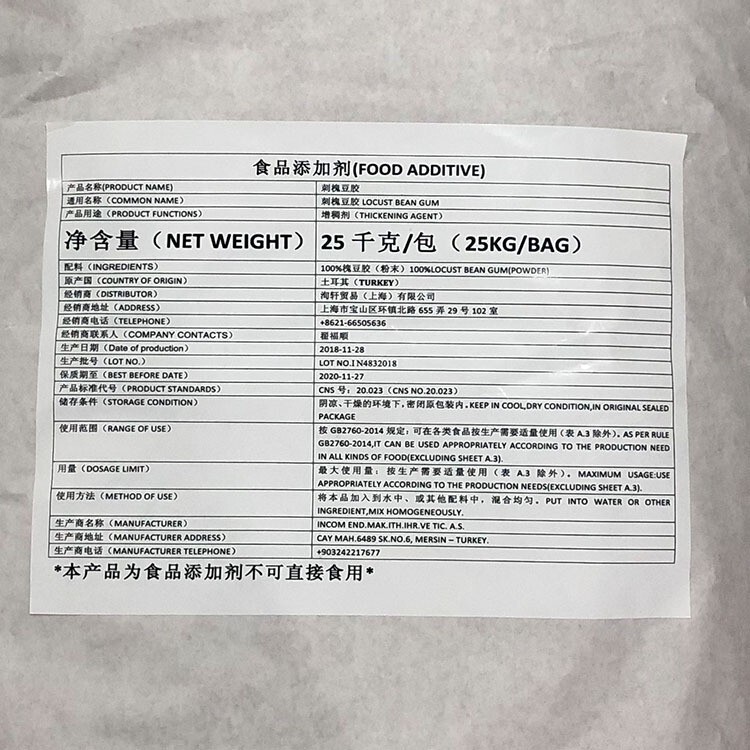 食品添加剂(FOOD ADDITIVE)
产品名称(PRODUCT NAME) 刺槐豆胶
通用名称（COMMON NAME） 刺槐豆胶 LOCUST BEAN GUM
产品用途（PRODUCT FUNCTIONS） 增稠剂（THICKENING AGENT）
净含量（NET WEIGHT） 25 千克/包（25KG/BAG）
配料（INGREDIENTS） 100%槐豆胶（粉末）100%LOCUST BEAN GUM(POWDER)
原产国（COUNTRY OF ORIGIN） 土耳其（TURKEY）
经销商（DISTRIBUTOR） 洵轩贸易（上海）有限公司
经销商地址（ADDRESS） 上海市宝山区环镇北路 655 弄 29 号 102 室
经销商电话（TELEPHONE） +8621-66505636
经销商联系人（COMPANY CONTACTS） 翟福顺
生产日期（Date of production） 2018-11-28
生产批号（LOT NO.） LOT NO.I N4832018
保质期至（BEST BEFORE DATE） 2020-11-27
产品标准代号（PRODUCT STANDARDS） CNS 号：20.023（CNS NO.20.023）
储存条件（STORAGE CONDITION） 阴凉、干燥的环境下，密闭原包装内。KEEP IN COOL,DRY CONDITION,IN ORIGINAL SEALED
PACKAGE
使用范围（RANGE OF USE） 按 GB2760-2014 规定：可在各类食品按生产需要适量使用（表 A.3 除外）。AS PER RULE
GB2760-2014,IT CAN BE USED APPROPRIATELY ACCORDING TO THE PRODUCTION NEED
IN ALL KINDS OF FOOD(EXCLUDING SHEET A.3).
用量（DOSAGE LIMIT） 最大使用量：按生产需要适量使用（表 A.3 除外）。MAXIMUM USAGE:USE
APPROPRIATELY ACCORDING TO THE PRODUCTION NEEDS(EXCLUDING SHEET A.3).
使用方法（METHOD OF USE） 将本品加入到水中、或其他配料中，混合均匀。PUT INTO WATER OR OTHER
INGREDIENT,MIX HOMOGENEOUSLY.
生产商名称（MANUFACTURER） INCOM END.MAK.ITH.IHR.VE TIC. A.S.
生产商地址（MANUFACTURER ADDRESS） CAY MAH.6489 SK.NO.6, MERSIN – TURKEY.
生产商电话（MANUFACTURER TELEPHONE） +903242217677
*本产品为食品添加剂不可直接食用*